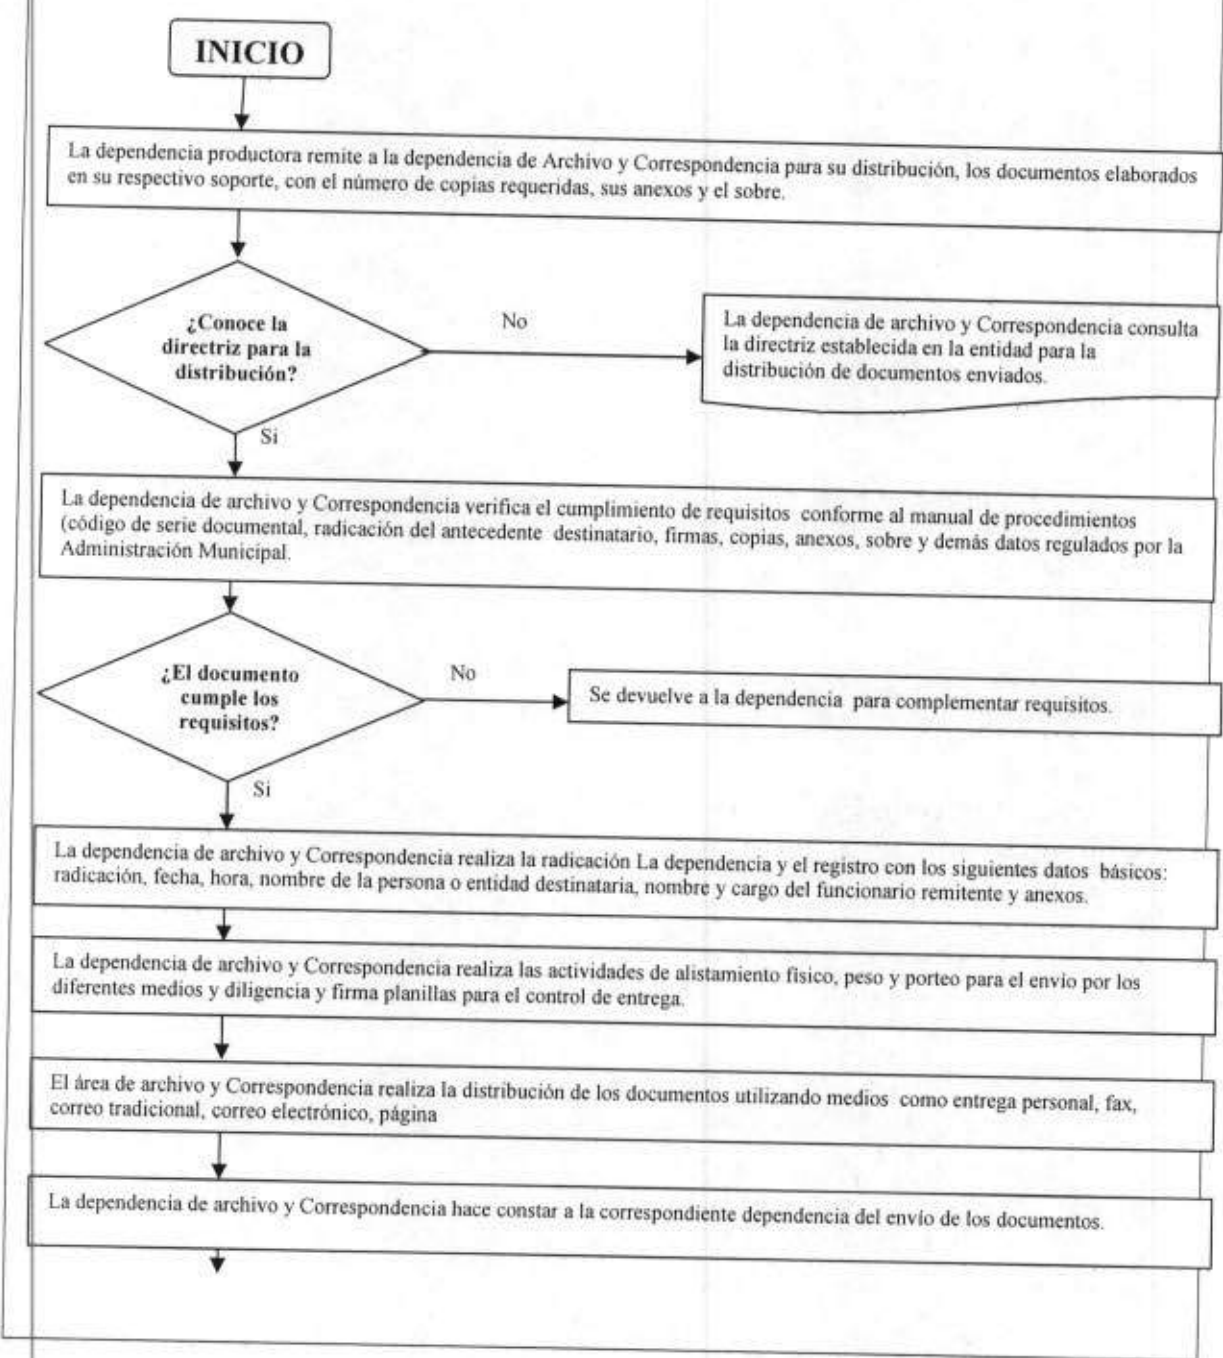 INICIO
La dependencia productora remite a la dependencia de Archivo y Correspondencia para su distribución, los documentos elaborados
en su respectivo soporte, con el número de copias requeridas, sus anexos y el sobre.
¿Conoce la
directriz para la
distribución?
No
La dependencia de archivo y Correspondencia consulta
la directriz establecida en la entidad para la
distribución de documentos enviados.
Si
La dependencia de archivo y Correspondencia verifica el cumplimiento de requisitos conforme al manual de procedimientos
(código de serie documental, radicación del antecedente destinatario, firmas, copias, anexos, sobre y demás datos regulados por la
Administración Municipal.
¿El documento
cumple los
requisitos?
No
Se devuelve a la dependencia para complementar requisitos.
Si
La dependencia de archivo y Correspondencia realiza la radicación La dependencia y el registro con los siguientes datos básicos:
radicación, fecha, hora, nombre de la persona o entidad destinataria, nombre y cargo del funcionario remitente y anexos.
La dependencia de archivo y Correspondencia realiza las actividades de alistamiento físico, peso y porteo para el envío por los
diferentes medios y diligencia y firma planillas para el control de entrega.
El área de archivo y Correspondencia realiza la distribución de los documentos utilizando medios como entrega personal, fax,
correo tradicional, correo electrónico, página
La dependencia de archivo y Correspondencia hace constar a la correspondiente dependencia del envío de los documentos.